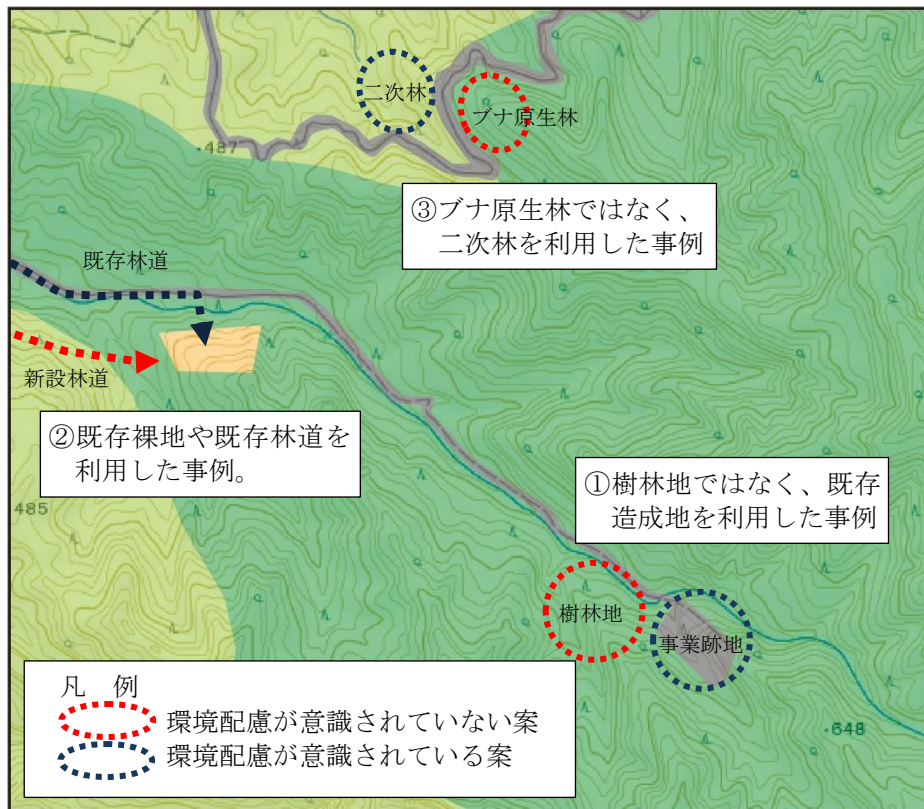 二次林
ブナ原生林
・487
③ブナ原生林ではなく、
二次林を利用した事例
既存林道
新設林道
②既存裸地や既存林道を
利用した事例。
485
①樹林地ではなく、既存
造成地を利用した事例
樹林地
事業跡地
・648
凡 例
環境配慮が意識されていない案
環境配慮が意識されている案